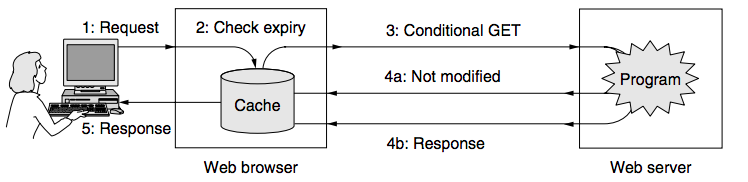 1: Request
2: Check expiry
3: Conditional GET
4a: Not modified
Program
Cache
5: Response
4b: Response
Web browser
Web server